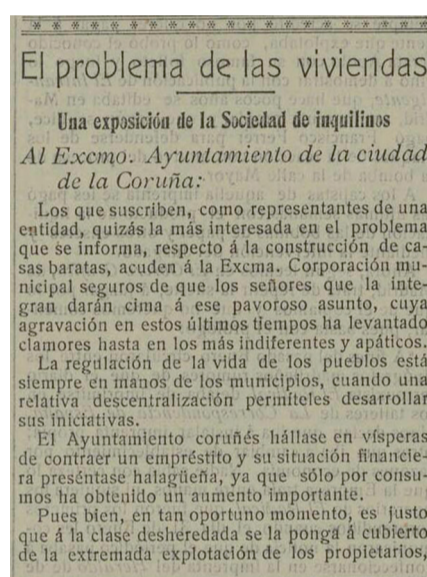 El problema de las viviendas
Una exposición de la Sociedad de inquilinos
Al Excmo. Ayuntamiento de la ciudad
de la Coruña:
Los que suscriben, como representantes de una
entidad, quizás la más interesada en el problema
que se informa, respecto á la construcción de ca-
sas baratas, acuden á la Excma. Corporación mu-
nicipal seguros de que los señores que la inte-
gran darán cima á ese pavoroso asunto, cuya
agravación en estos últimos tiempos ha levantado
clamores hasta en los más indiferentes y apáticos.
La regulación de la vida de los pueblos está
siempre en manos de los municipios, cuando una
relativa descentralización permíteles desarrollar
sus iniciativas.
El Ayuntamiento coruñés hállase en vísperas
de contraer un empréstito y su situación financie-
ra preséntase halagüeña, ya que sólo por consu-
mos ha obtenido un aumento importante.
Pues bien, en tan oportuno momento, es justo
que á la clase desheredada se la ponga á cubierto
de la extremada explotación de los propietarios,